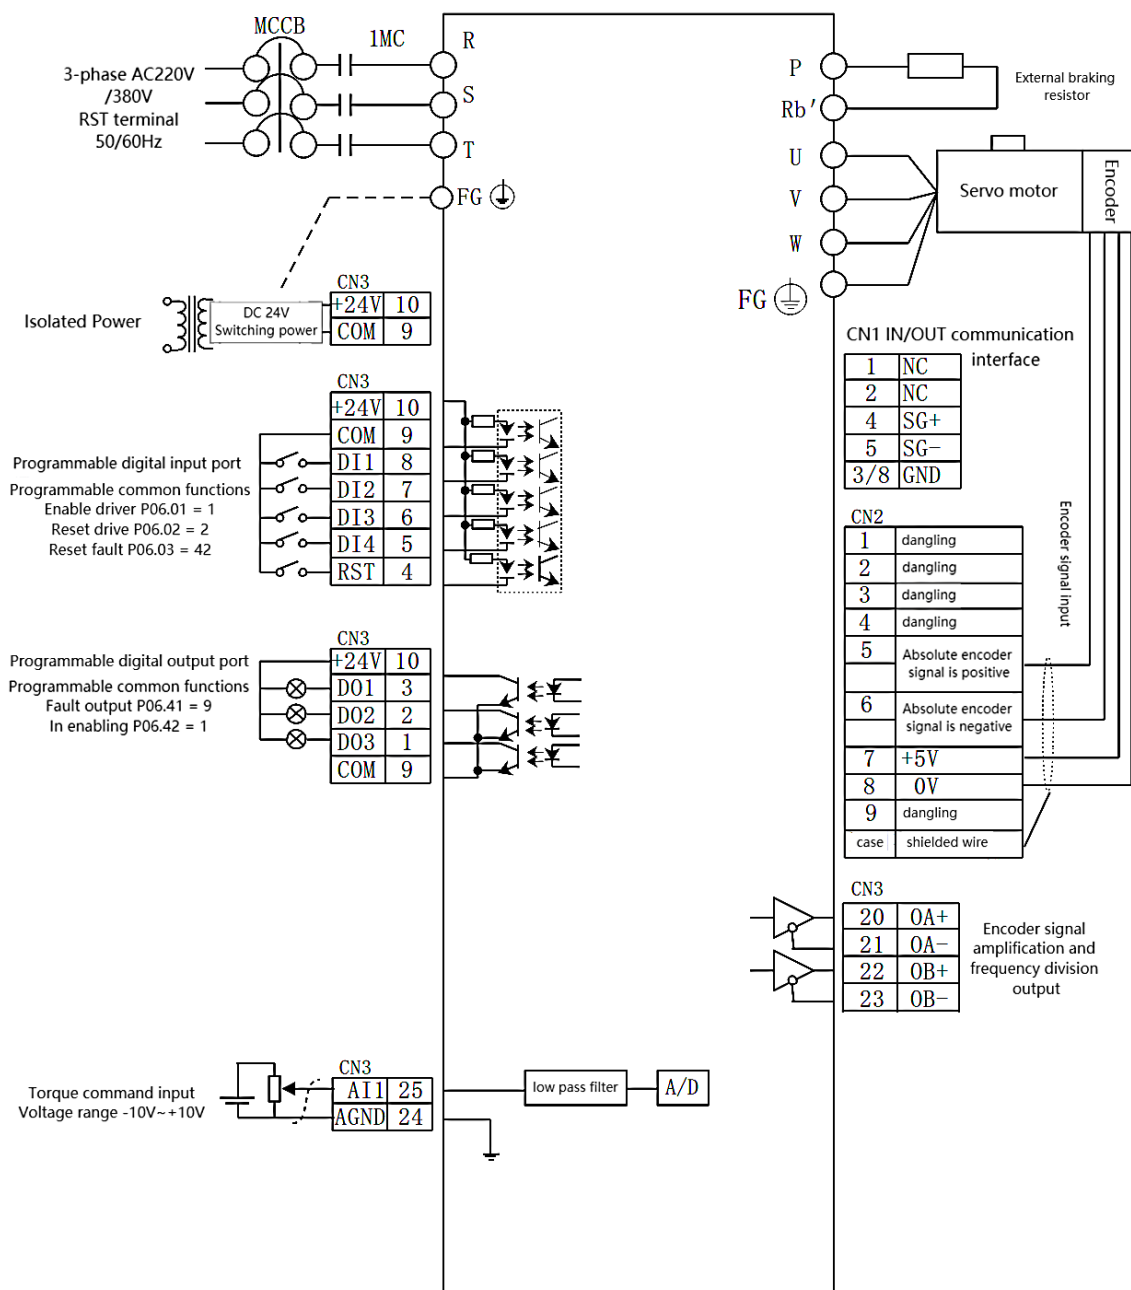 MCCB
1MC
3-phase AC220V
/380V
RST terminal
50/60Hz
R
S
T
FG
P
Rb'
External braking
resistor
U
V
W
FG
Servo motor
Encoder
Isolated Power
DC 24V
Switching power
CN3
+24V 10
COM 9
CN1 IN/OUT communication
interface
1 NC
2 NC
4 SG+
5 SG-
3/8 GND
CN3
+24V 10
COM 9
DI1 8
DI2 7
DI3 6
DI4 5
RST 4
Programmable digital input port
Programmable common functions
Enable driver P06.01 = 1
Reset drive P06.02 = 2
Reset fault P06.03 = 42
CN2
1 dangling
2 dangling
3 dangling
4 dangling
5 Absolute encoder
signal is positive
6 Absolute encoder
signal is negative
7 +5V
8 0V
9 dangling
case shielded wire
Encoder signal input
CN3
+24V 10
DO1 3
DO2 2
DO3 1
COM 9
Programmable digital output port
Programmable common functions
Fault output P06.41 = 9
In enabling P06.42 = 1
CN3
20 OA+
21 OA-
22 OB+
23 OB-
Encoder signal
amplification and
frequency division
output
CN3
AI1 25
AGND 24
Torque command input
Voltage range -10V~+10V
low pass filter
A/D